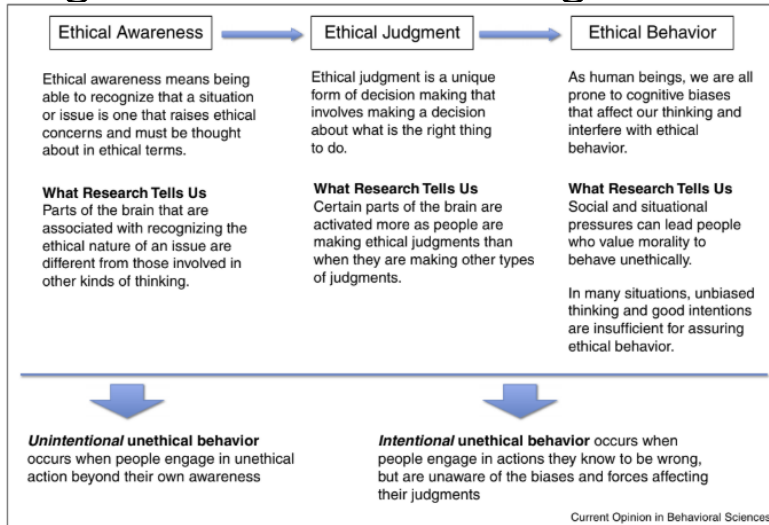 Ethical Awareness
Ethical Judgment
Ethical Behavior
Ethical awareness means being
able to recognize that a situation
or issue is one that raises ethical
concerns and must be thought
about in ethical terms.
What Research Tells Us
Parts of the brain that are
associated with recognizing the
ethical nature of an issue are
different from those involved in
other kinds of thinking.
Ethical judgment is a unique
form of decision making that
involves making a decision
about what is the right thing
to do.
What Research Tells Us
Certain parts of the brain are
activated more as people are
making ethical judgments than
when they are making other types
of judgments.
As human beings, we are all
prone to cognitive biases
that affect our thinking and
interfere with ethical
behavior.
What Research Tells Us
Social and situational
pressures can lead people
who value morality to
behave unethically.
In many situations, unbiased
thinking and good intentions
are insufficient for assuring
ethical behavior.
Unintentional unethical behavior
occurs when people engage in unethical
action beyond their own awareness
Intentional unethical behavior occurs when
people engage in actions they know to be wrong,
but are unaware of the biases and forces affecting
their judgments
Current Opinion in Behavioral Sciences